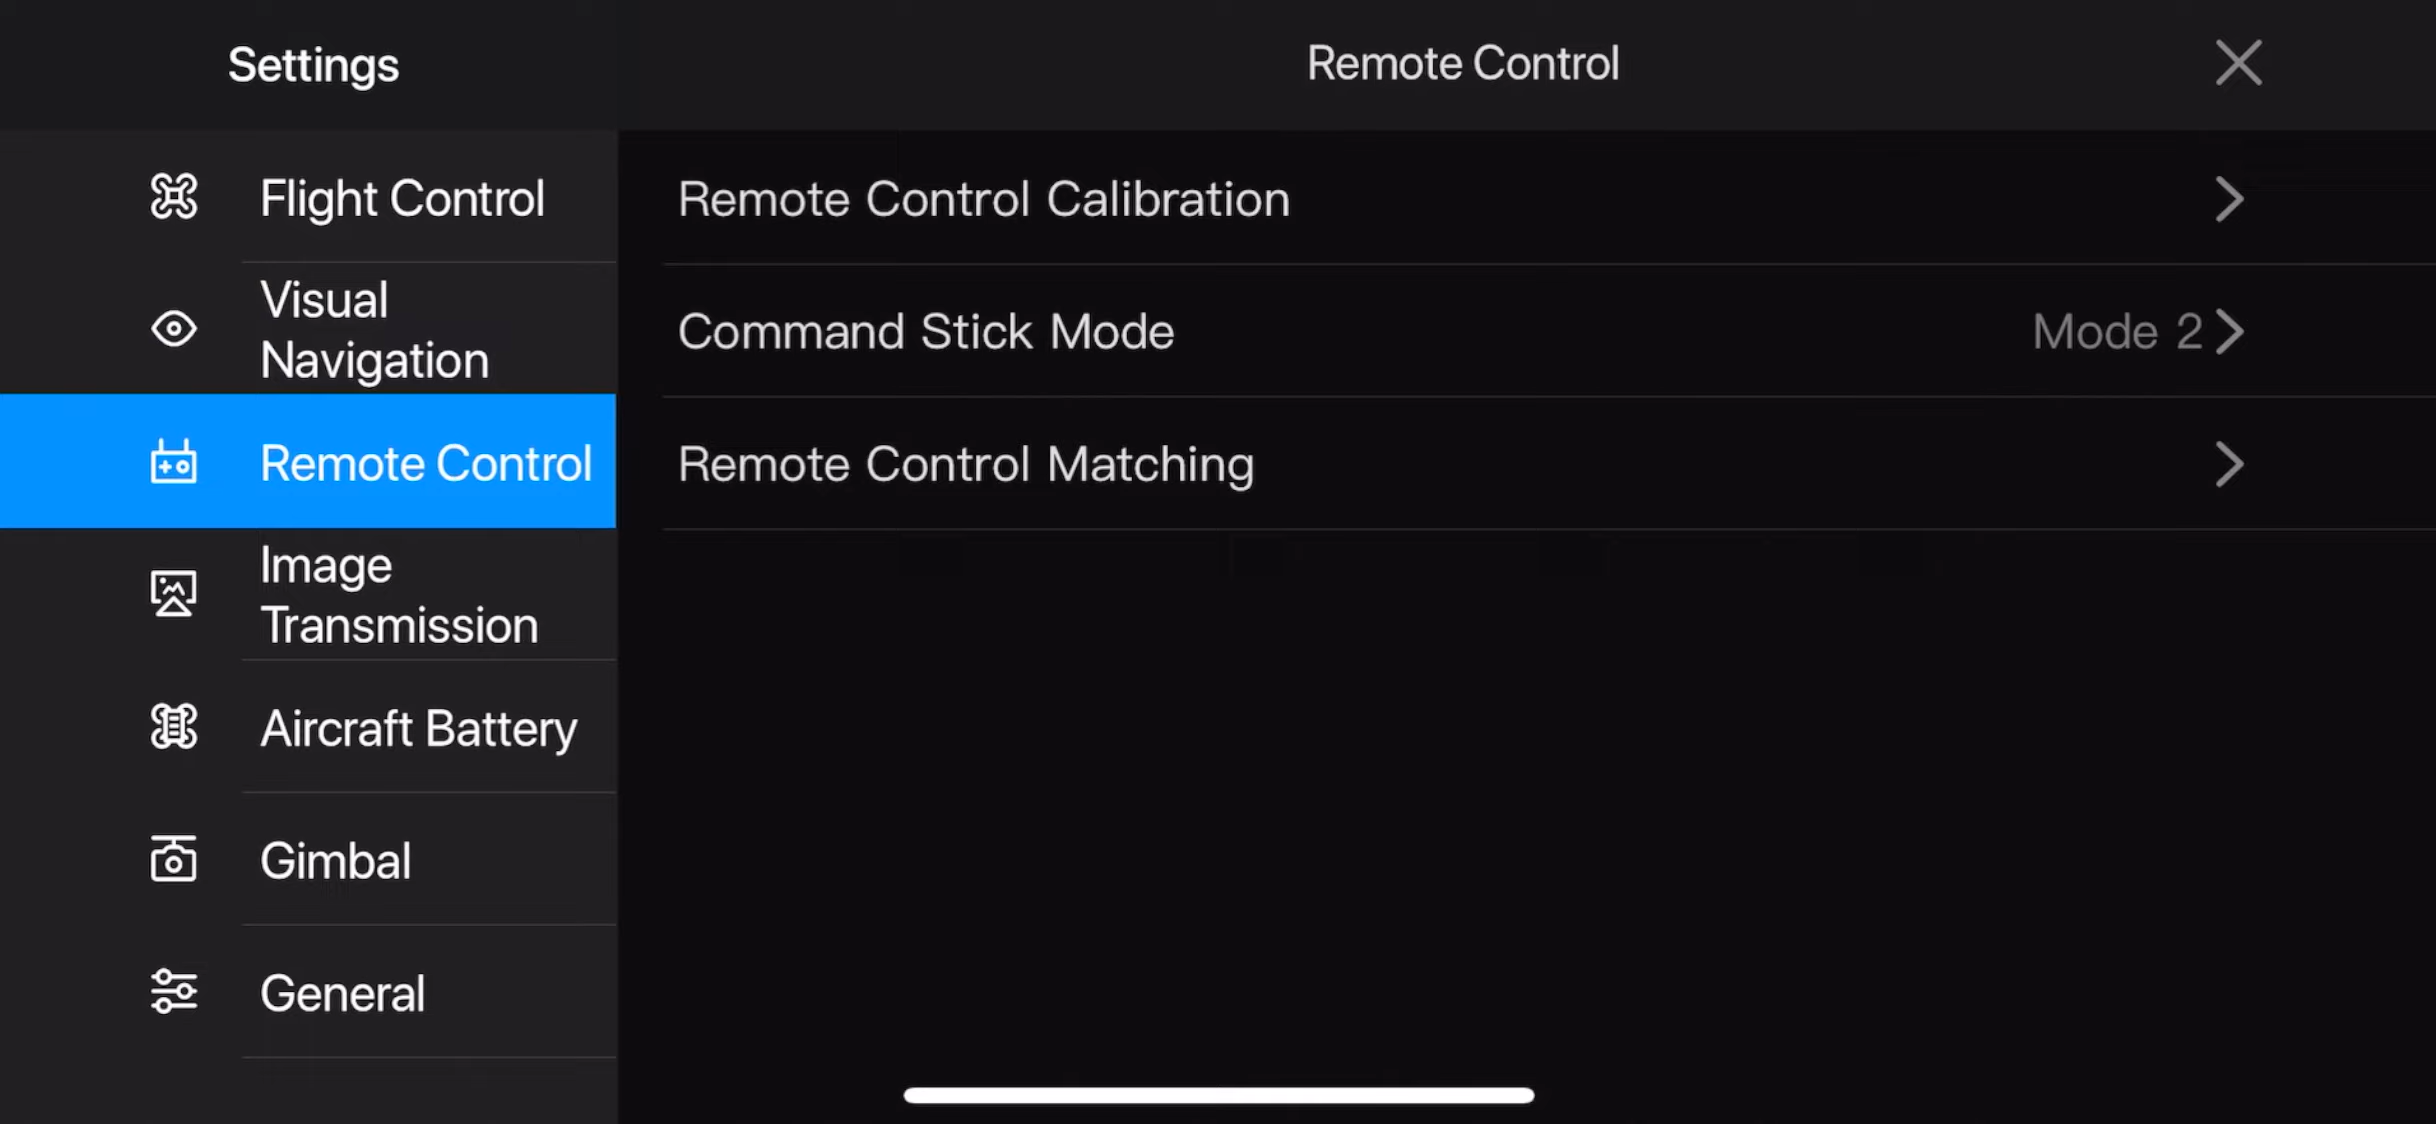 Settings
Remote Control
Flight Control
Visual
Navigation
Remote Control
Image
Transmission
Aircraft Battery
Gimbal
General
Remote Control Calibration
Command Stick Mode
Mode 2
Remote Control Matching